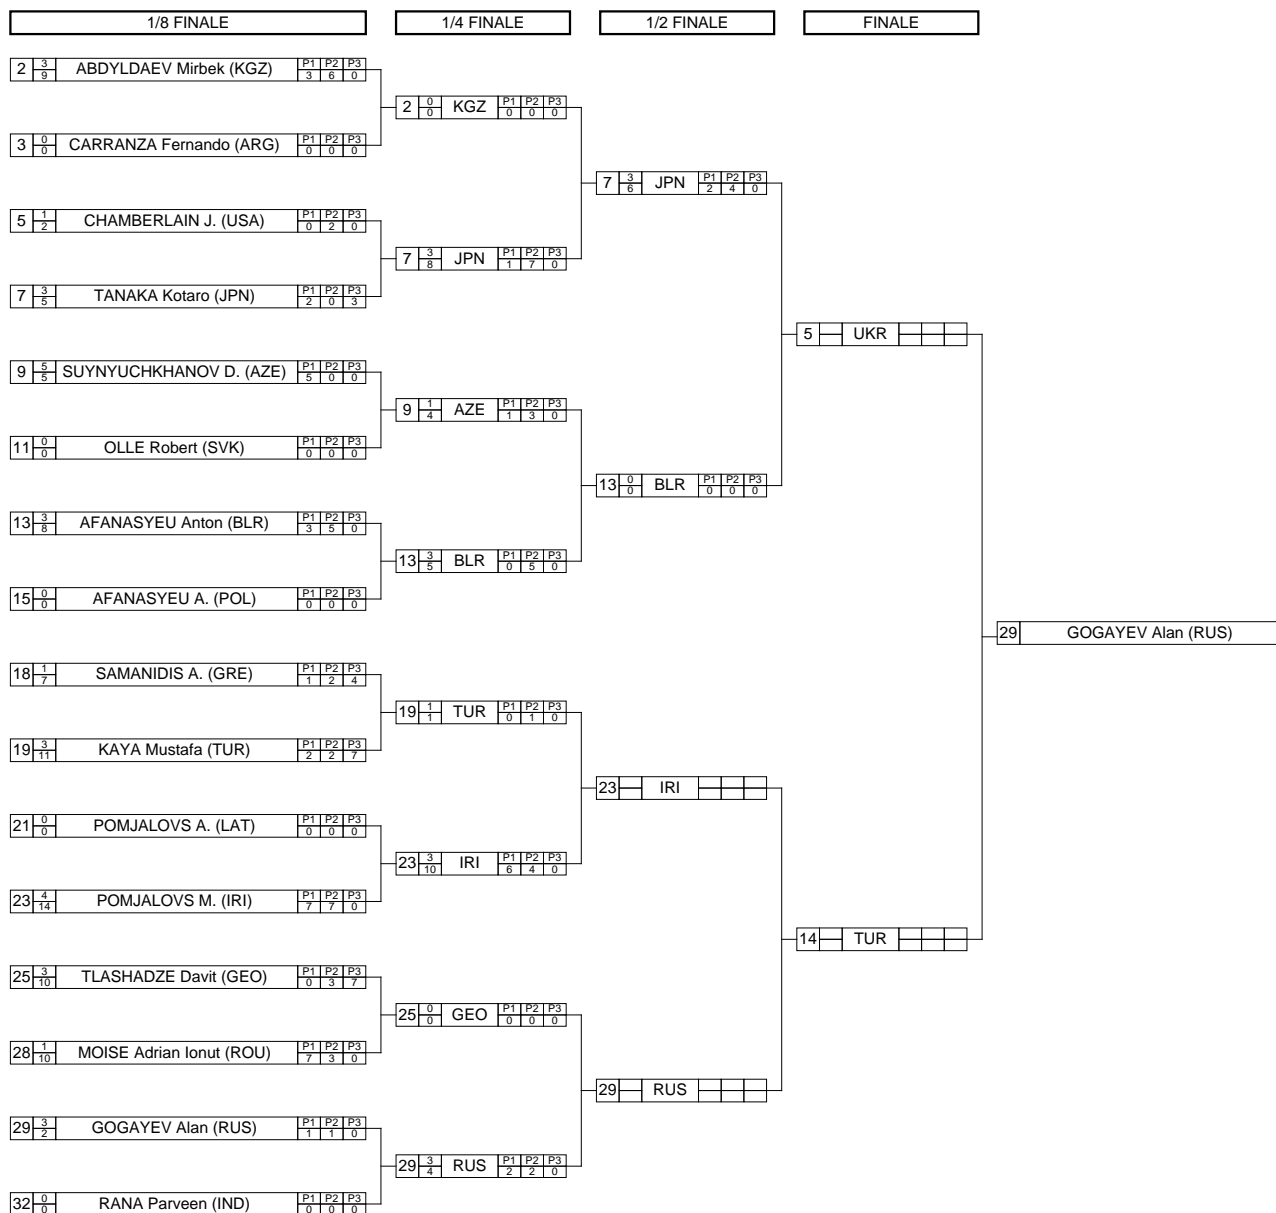 1/8 FINALE 1/4 FINALE 1/2 FINALE FINALE
2 3 9 ABDYLDAEV Mirbek (KGZ) P1 P2 P3 3 6 0
2 0 0 KGZ P1 P2 P3 0 0 0
3 0 0 CARRANZA Fernando (ARG) P1 P2 P3 0 0 0
7 3 6 JPN P1 P2 P3 2 4 0
5 1 2 CHAMBERLAIN J. (USA) P1 P2 P3 0 2 0
7 3 8 JPN P1 P2 P3 1 7 0
7 3 5 TANAKA Kotaro (JPN) P1 P2 P3 2 0 3
5 UKR
9 5 5 SUYNYUCHKHANOV D. (AZE) P1 P2 P3 5 0 0
9 1 4 AZE P1 P2 P3 1 3 0
11 0 0 OLLE Robert (SVK) P1 P2 P3 0 0 0
13 0 0 BLR P1 P2 P3 0 0 0
13 3 8 AFANASYEU Anton (BLR) P1 P2 P3 3 5 0
13 3 5 BLR P1 P2 P3 0 5 0
15 0 0 AFANASYEU A. (POL) P1 P2 P3 0 0 0
29 GOGAYEV Alan (RUS)
18 1 7 SAMANIDIS A. (GRE) P1 P2 P3 1 2 4
19 1 1 TUR P1 P2 P3 0 1 0
19 3 11 KAYA Mustafa (TUR) P1 P2 P3 2 2 7
23 IRI
21 0 0 POMJALOVS A. (LAT) P1 P2 P3 0 0 0
23 3 10 IRI P1 P2 P3 6 4 0
23 4 14 POMJALOVS M. (IRI) P1 P2 P3 7 7 0
14 TUR
25 3 10 TLASHADZE Davit (GEO) P1 P2 P3 0 3 7
25 0 0 GEO P1 P2 P3 0 0 0
28 1 10 MOISE Adrian Ionut (ROU) P1 P2 P3 7 3 0
29 RUS
29 3 2 GOGAYEV Alan (RUS) P1 P2 P3 1 1 0
29 3 4 RUS P1 P2 P3 2 2 0
32 0 0 RANA Parveen (IND) P1 P2 P3 0 0 0